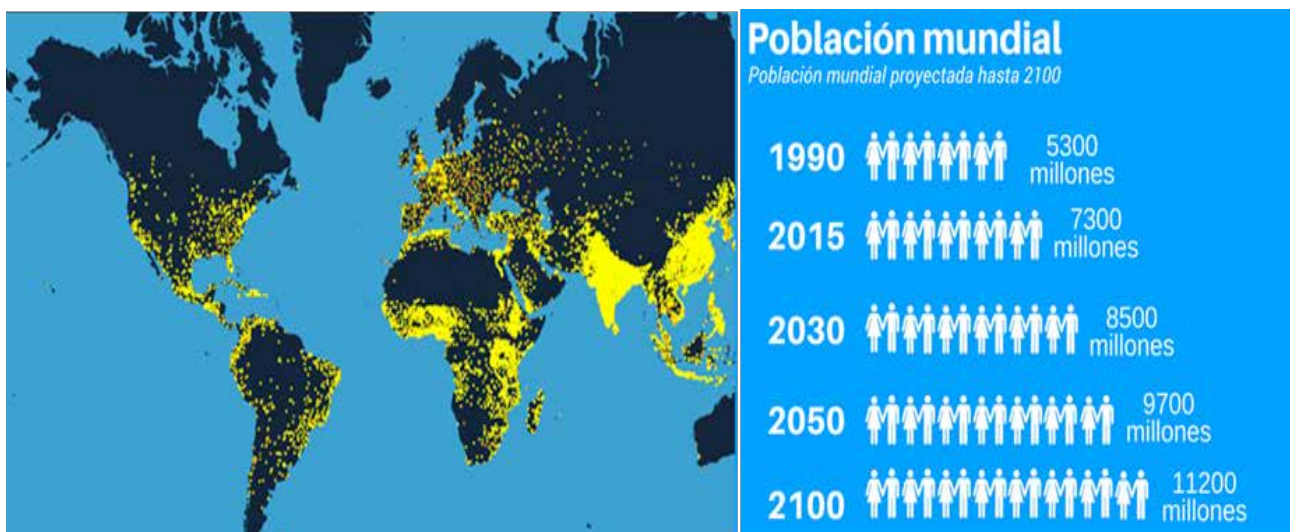 Población mundial
Población mundial proyectada hasta 2100
1990
5300
millones
2015
7300
millones
2030
8500
millones
2050
9700
millones
2100
11200
millones